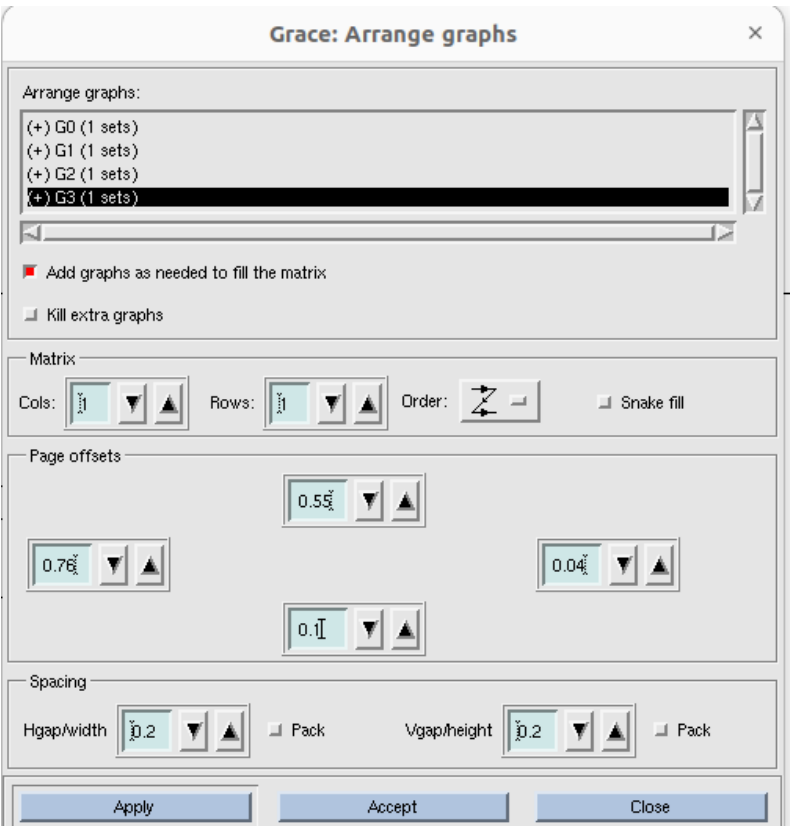 Grace: Arrange graphs
Arrange graphs:
(+) G0 (1 sets)
(+) G1 (1 sets)
(+) G2 (1 sets)
(+) G3 (1 sets)
Add graphs as needed to fill the matrix
Kill extra graphs
Matrix
Cols: 1 Rows: 1 Order: Snake fill
Page offsets
0.55
0.76 0.04
0.1
Spacing
Hgap/width 0.2 Pack Vgap/height 0.2 Pack
Apply Accept Close